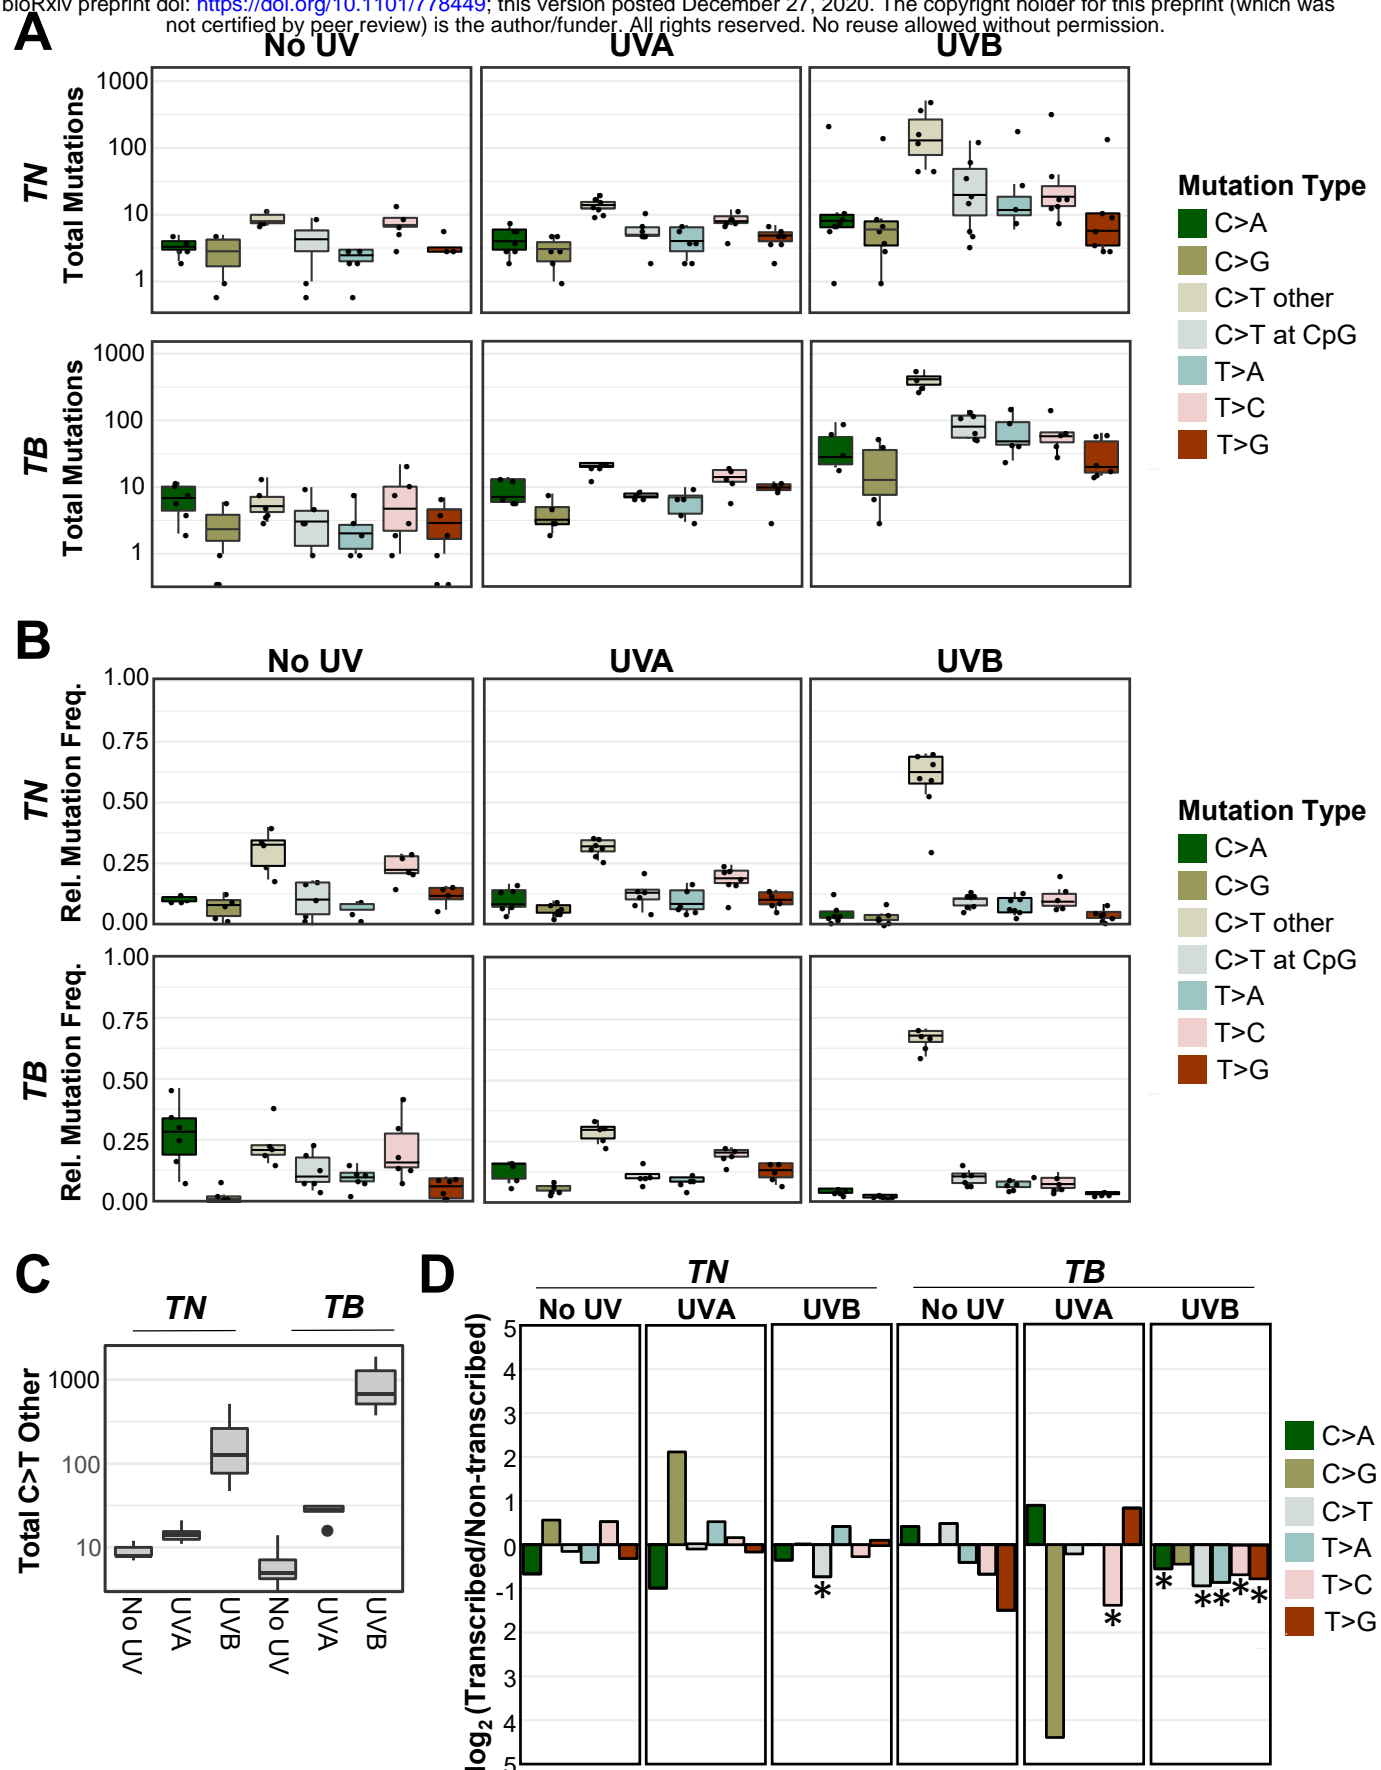 bioRxiv preprint doi: https://doi.org/10.1101/778449; this version posted December 27, 2020. The copyright holder for this preprint (which was
not certified by peer review) is the author/funder. All rights reserved. No reuse allowed without permission.
A
No UV UVA UVB
TN
Total Mutations
1000
100
10
1
TB
Total Mutations
1000
100
10
1
Mutation Type
C>A
C>G
C>T other
C>T at CpG
T>A
T>C
T>G
B
No UV UVA UVB
TN
Rel. Mutation Freq.
1.00
0.75
0.50
0.25
0.00
TB
Rel. Mutation Freq.
1.00
0.75
0.50
0.25
0.00
Mutation Type
C>A
C>G
C>T other
C>T at CpG
T>A
T>C
T>G
C
TN TB
Total C>T Other
1000
100
10
No UV UVA UVB No UV UVA UVB
D
TN TB
No UV UVA UVB No UV UVA UVB
log2 (Transcribed/Non-transcribed)
5
4
3
2
1
0
-1
2
3
4
5
*
*
*
**
*
*
C>A
C>G
C>T
T>A
T>C
T>G